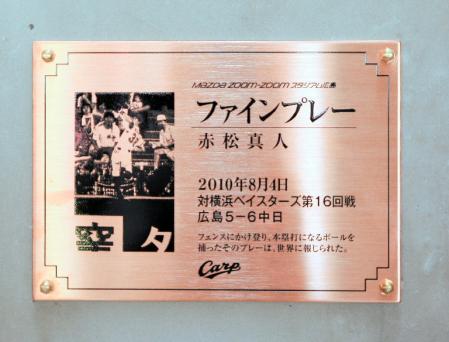 MAZDA ZOOM-ZOOM スタジアム広島
ファインプレー
赤松真人
2010年8月4日
対横浜ベイスターズ第16回戦
広島5-6中日
フェンスにかけ登り、本塁打になるボールを
捕ったそのプレーは、世界に報じられた。
Carp
空夕